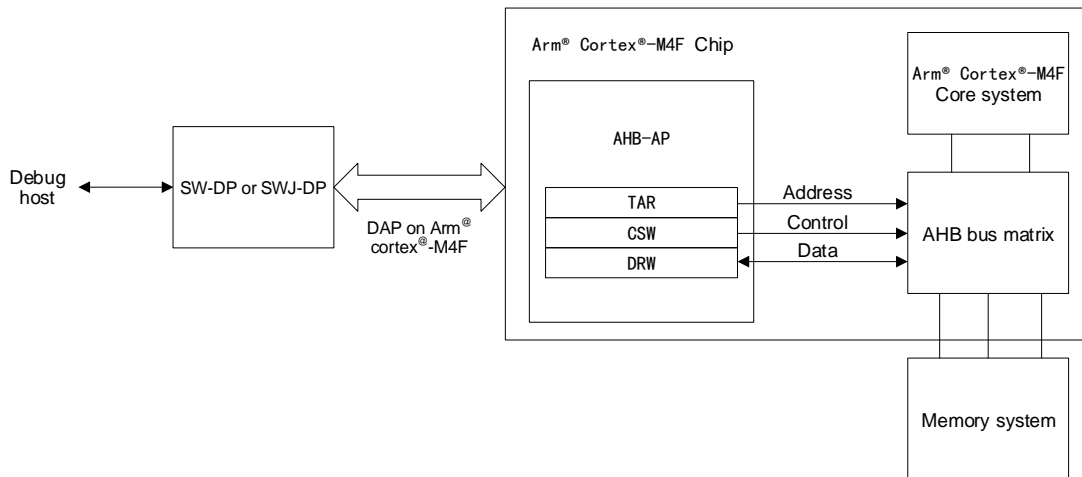 Arm® Cortex®-M4F Chip
Arm® Cortex®-M4F
Core system
AHB-AP
Debug
host
SW-DP or SWJ-DP
DAP on Arm@
cortex@-M4F
TAR
CSW
DRW
Address
Control
Data
AHB bus matrix
Memory system